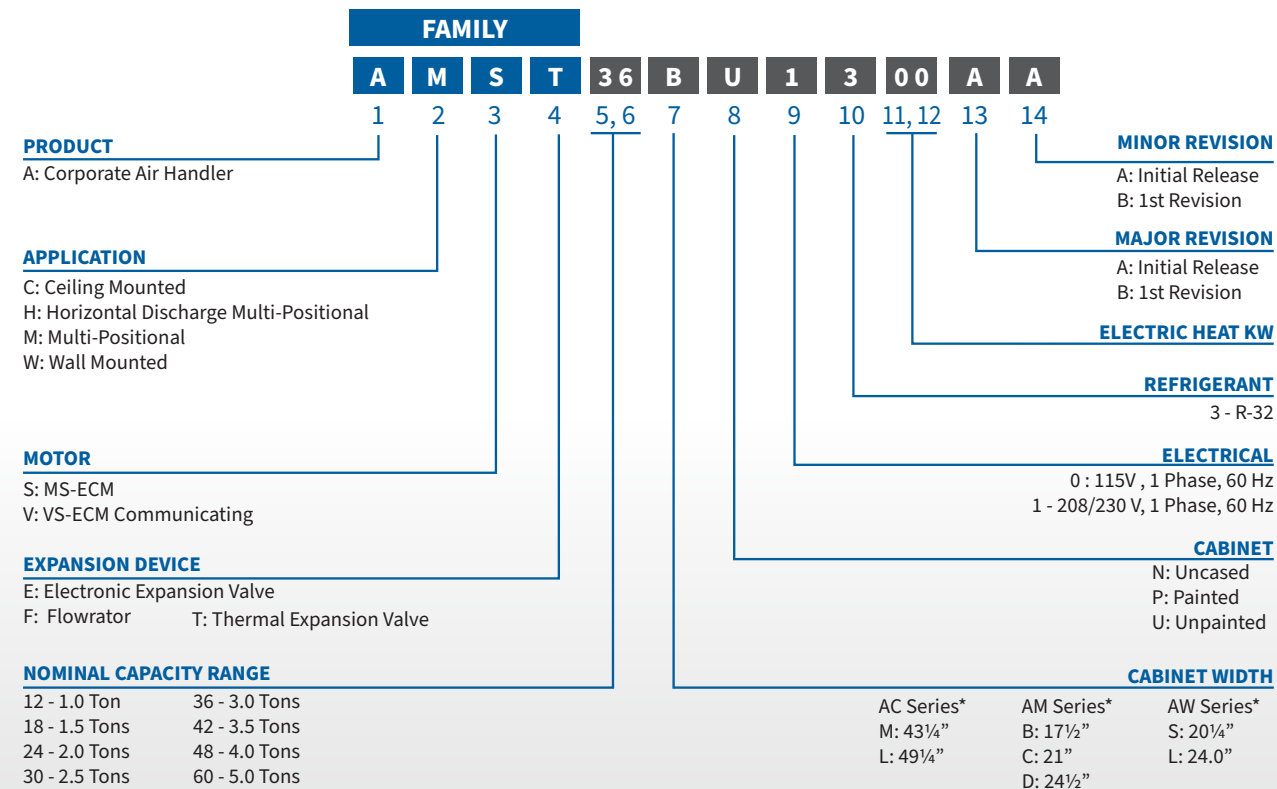 FAMILY
A M S T 36 B U 1 3 00 A A
1 2 3 4 5, 6 7 8 9 10 11, 12 13 14
PRODUCT
A: Corporate Air Handler
APPLICATION
C: Ceiling Mounted
H: Horizontal Discharge Multi-Positional
M: Multi-Positional
W: Wall Mounted
MOTOR
S: MS-ECM
V: VS-ECM Communicating
EXPANSION DEVICE
E: Electronic Expansion Valve
F: Flowrator T: Thermal Expansion Valve
NOMINAL CAPACITY RANGE
12 - 1.0 Ton 36 - 3.0 Tons
18 - 1.5 Tons 42 - 3.5 Tons
24 - 2.0 Tons 48 - 4.0 Tons
30 - 2.5 Tons 60 - 5.0 Tons
MINOR REVISION
A: Initial Release
B: 1st Revision
MAJOR REVISION
A: Initial Release
B: 1st Revision
ELECTRIC HEAT KW
REFRIGERANT
3 - R-32
ELECTRICAL
0 : 115V , 1 Phase, 60 Hz
1 - 208/230 V, 1 Phase, 60 Hz
CABINET
N: Uncased
P: Painted
U: Unpainted
CABINET WIDTH
AC Series* AM Series* AW Series*
M: 43¼” B: 17½” S: 20¼”
L: 49¼” C: 21” L: 24.0”
D: 24½”